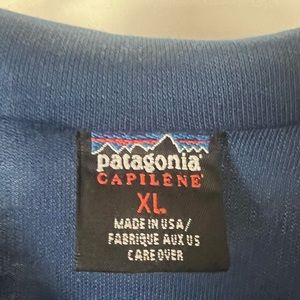 patagonia®
CAPILENE®
XL
MADE IN USA/
FABRIQUE AUX US
CARE OVER